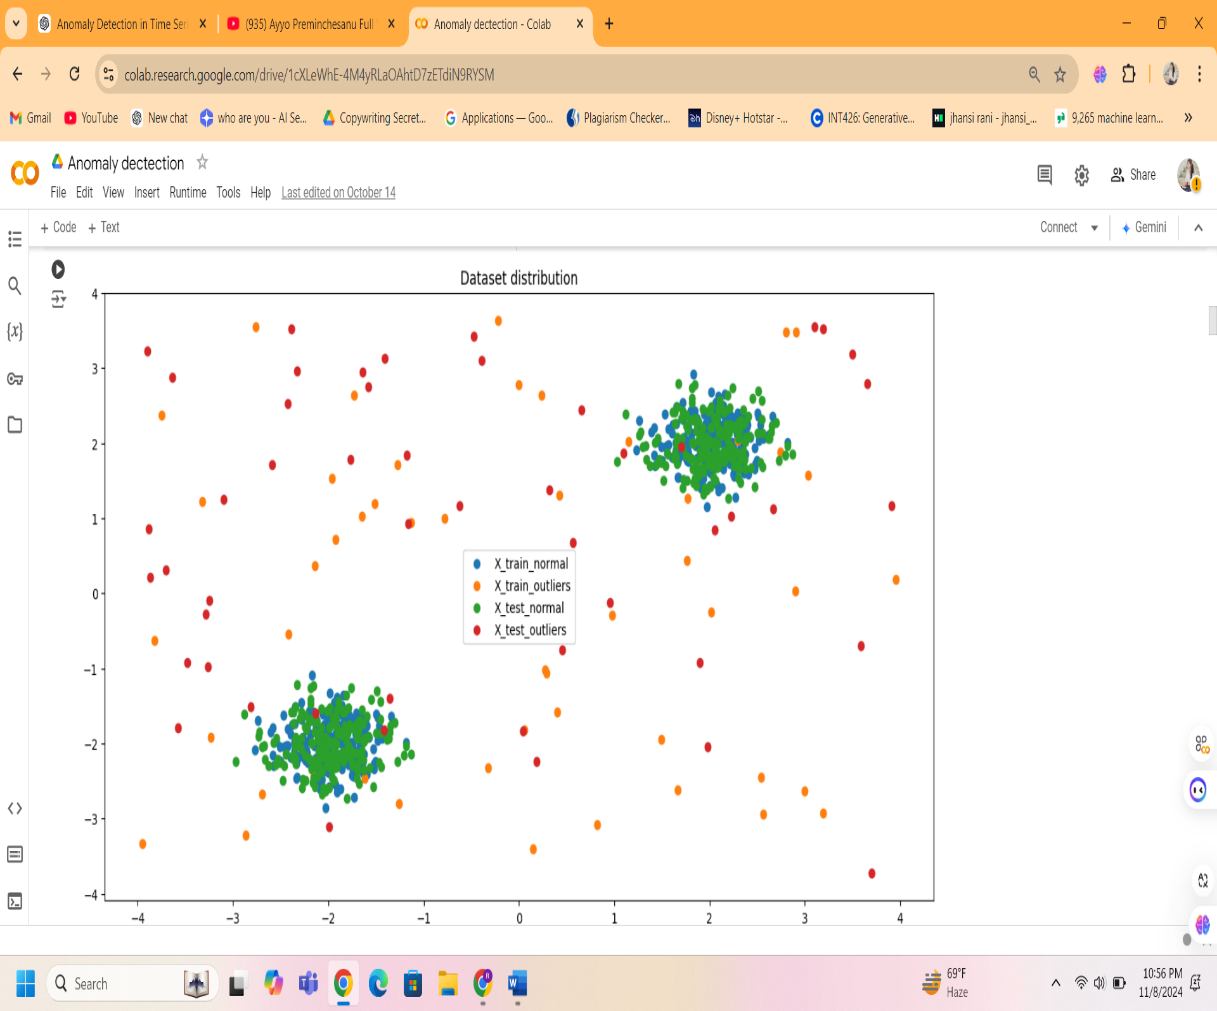 Anomaly Detection in Time Ser
(935) Ayyo Preminchesanu Full
Anomaly dectection - Colab
colab.research.google.com/drive/1cXLeWhE-4M4yRLaOAhtD7zETdiN9RYSM
Gmail YouTube New chat who are you - AI Se... Copywriting Secret... Applications — Goo... Plagiarism Checker... Disney+ Hotstar -... INT426: Generative... jhansi rani - jhansi_... 9,265 machine learn...
Anomaly dectection
File Edit View Insert Runtime Tools Help Last edited on October 14
Share
+ Code + Text
Connect Gemini
Dataset distribution
4
3
2
1
0
−1
−2
−3
−4
X_train_normal
X_train_outliers
X_test_normal
X_test_outliers
−4 −3 −2 −1 0 1 2 3 4
Search
69°F
Haze
10:56 PM
11/8/2024